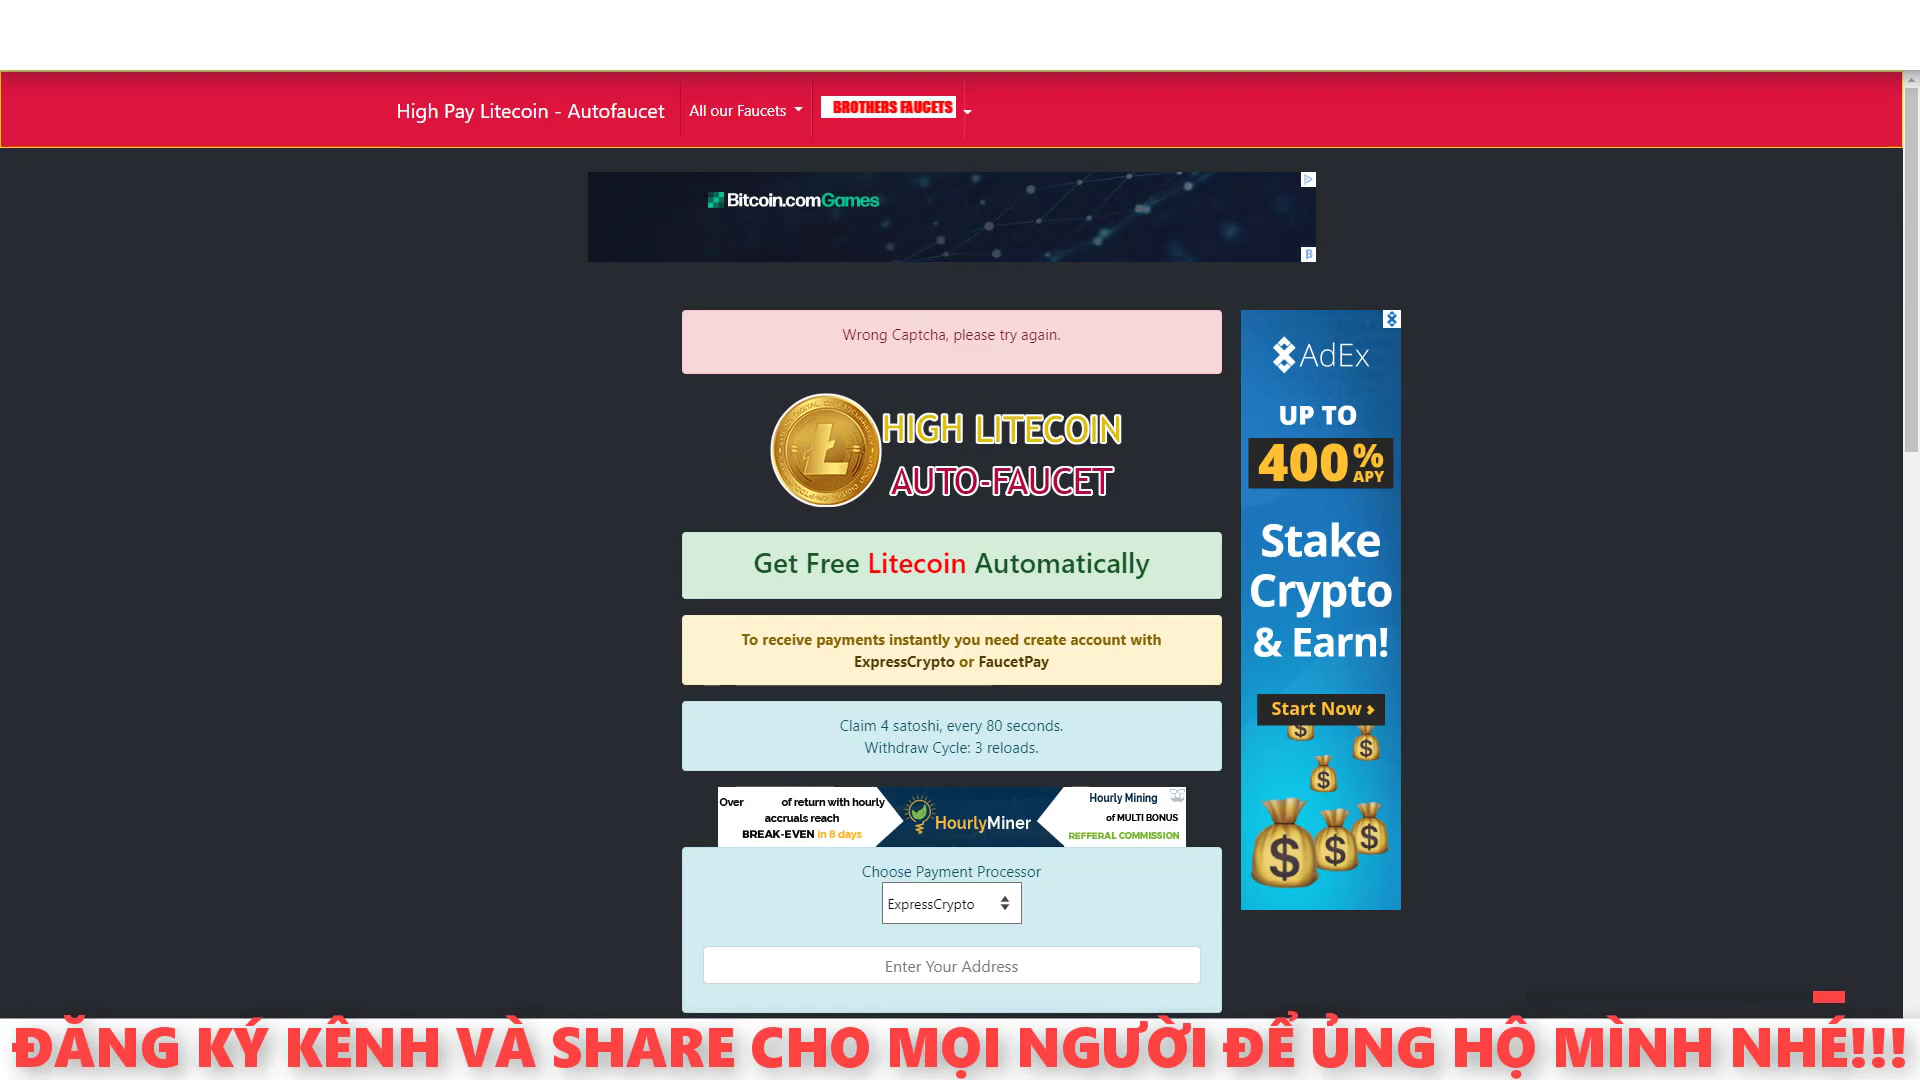 High Pay Litecoin - Autofaucet
All our Faucets
BROTHERS FAUCETS
Bitcoin.comGames
Wrong Captcha, please try again.
HIGH LITECOIN
AUTO-FAUCET
Get Free Litecoin Automatically
To receive payments instantly you need create account with
ExpressCrypto or FaucetPay
Claim 4 satoshi, every 80 seconds.
Withdraw Cycle: 3 reloads.
Over of return with hourly
accruals reach
BREAK-EVEN in 8 days
HourlyMiner
Hourly Mining
of MULTI BONUS
REFFERAL COMMISSION
Choose Payment Processor
ExpressCrypto
Enter Your Address
AdEx
UP TO
400% APY
Stake
Crypto
& Earn!
Start Now
ĐĂNG KÝ KÊNH VÀ SHARE CHO MỌI NGƯỜI ĐỂ ỦNG HỘ MÌNH NHÉ!!!